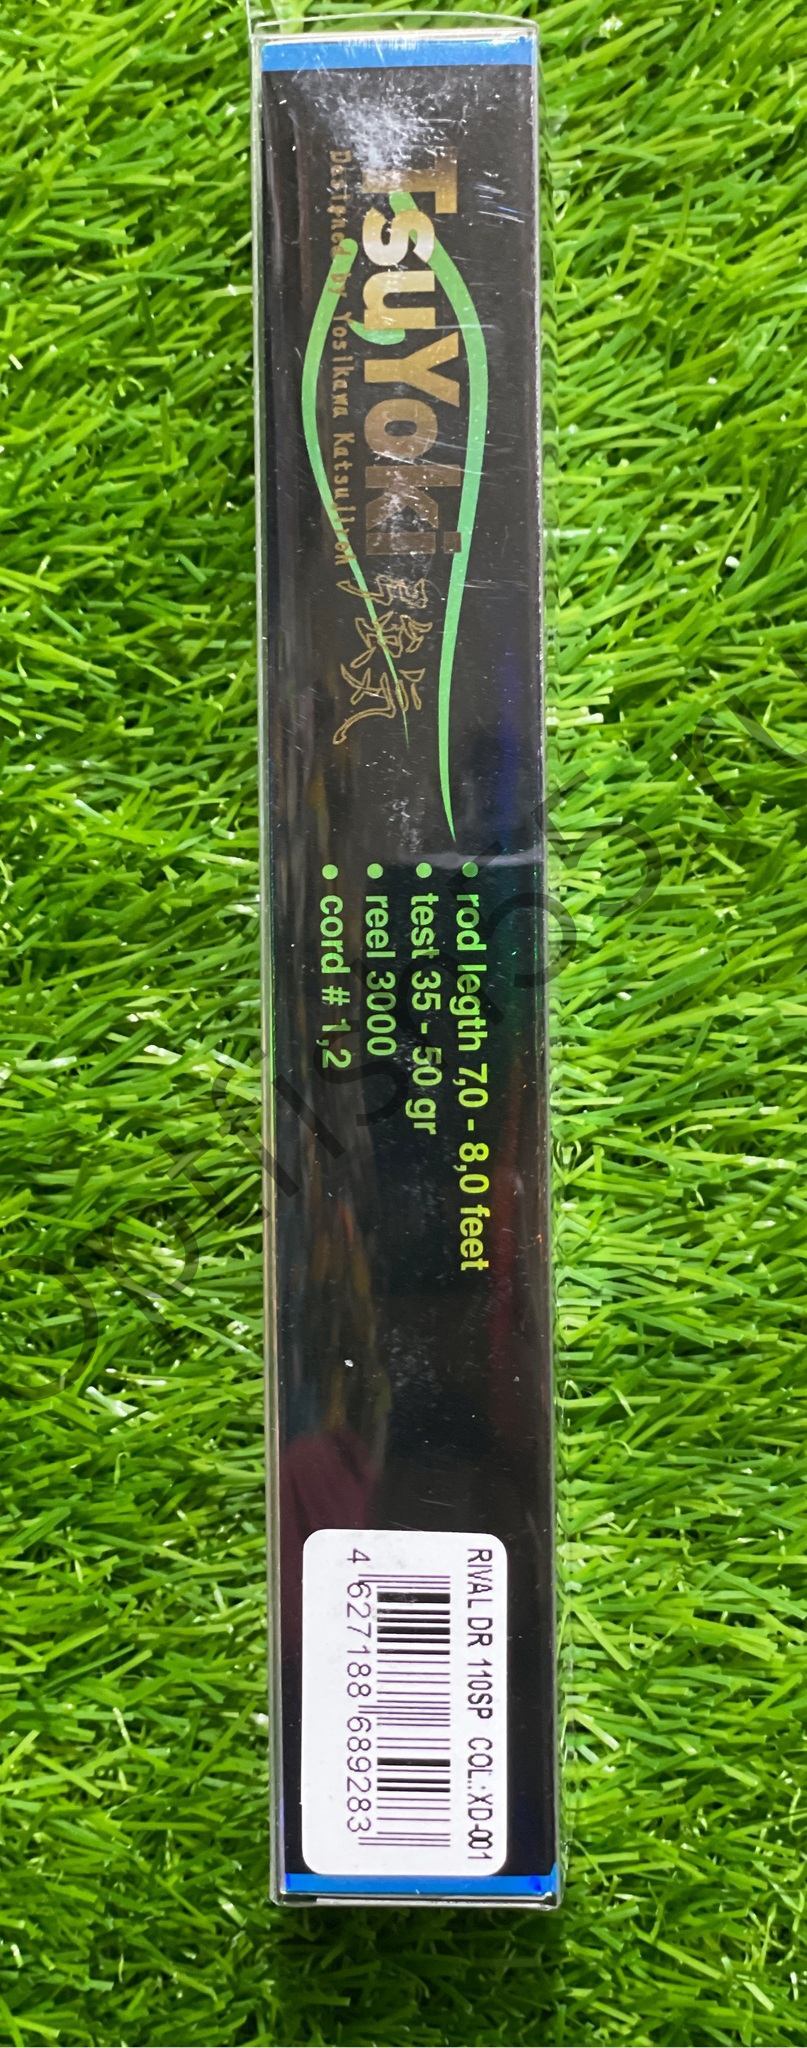 TsuYoki
Designed by Yosikawa Katsujiroh
• rod legth 7,0 - 8,0 feet
• test 35 - 50 gr
• reel 3000
• cord # 1,2
RIVAL DR 110SP COL.:XD-001
4 627188 689283